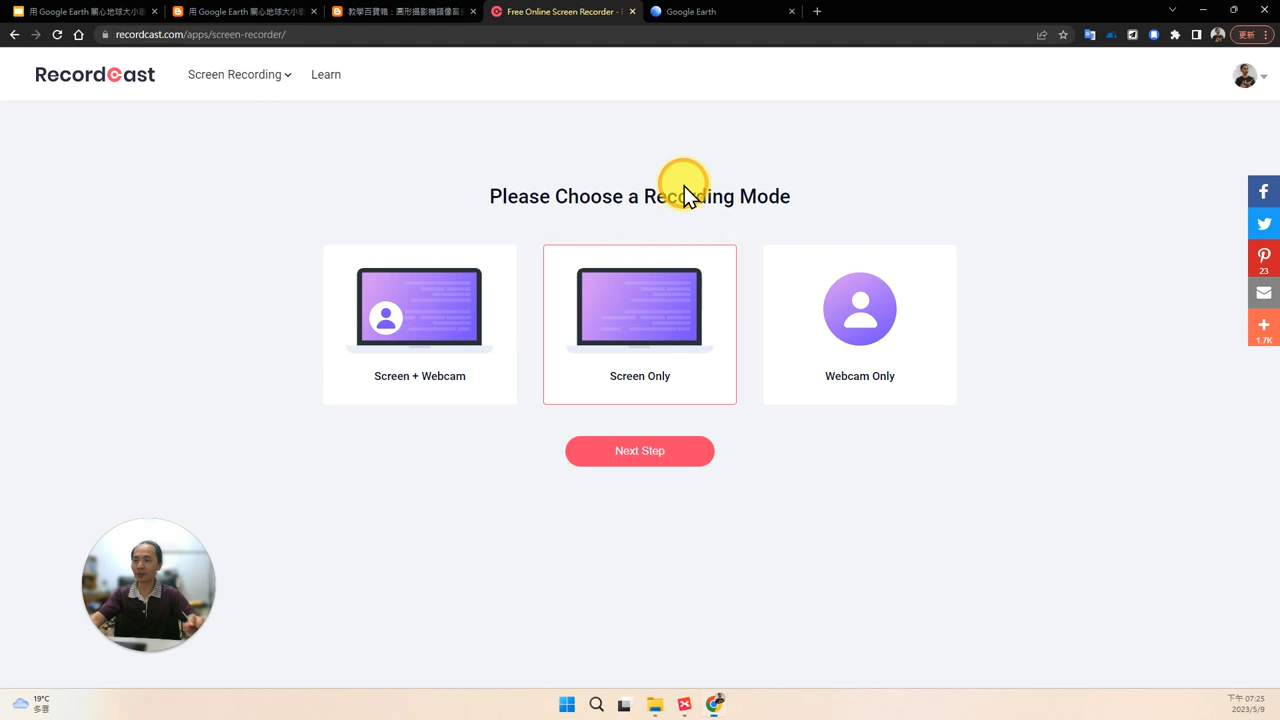 用 Google Earth 關心地球大小事
用 Google Earth 關心地球大小事
教學百寶箱：圓形攝影機頭像
Free Online Screen Recorder - F
Google Earth
recordcast.com/apps/screen-recorder/
更新
RecordCast
Screen Recording
Learn
Please Choose a Recording Mode
23
1.7K
Screen + Webcam
Screen Only
Webcam Only
Next Step
19°C
多雲
下午 07:25
2023/5/9